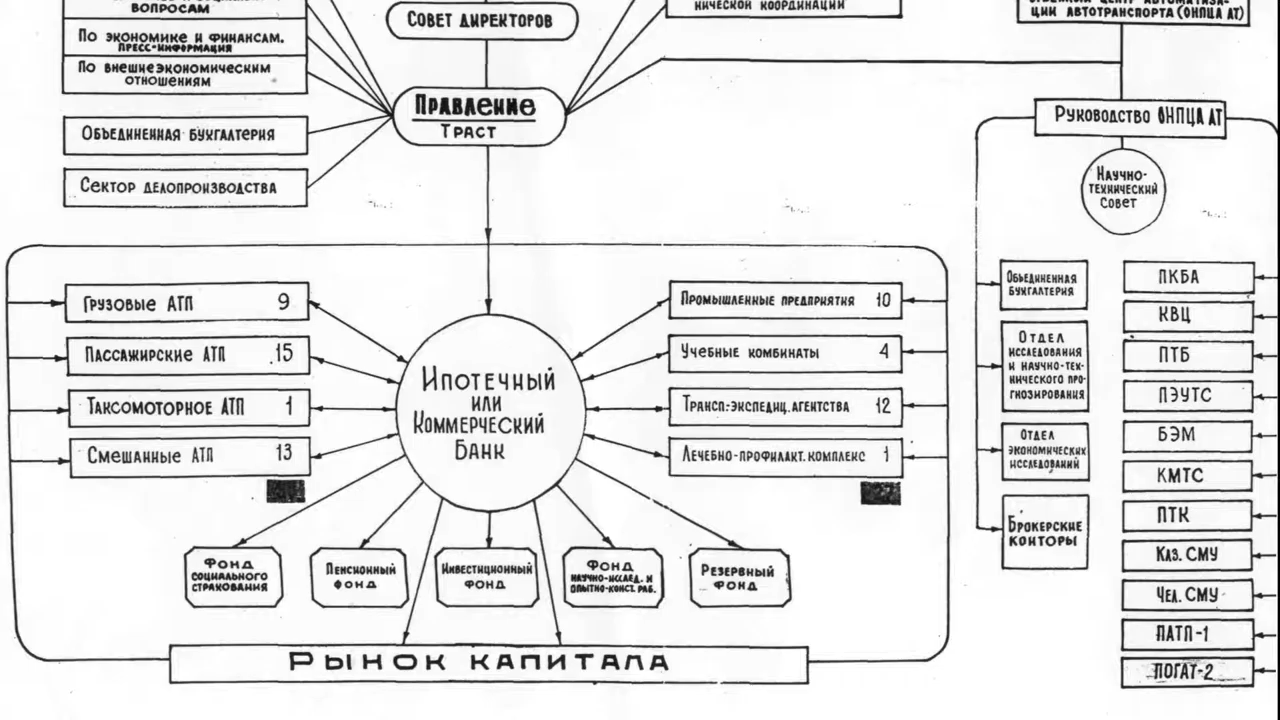 ВОПРОСАМ
ПО ЭКОНОМИКЕ И ФИНАНСАМ.
ПРЕСС-ИНФОРМАЦИЯ
ПО ВНЕШНЕЭКОНОМИЧЕСКИМ
ОТНОШЕНИЯМ
ОБЪЕДИНЕННАЯ БУХГАЛТЕРИЯ
СЕКТОР ДЕЛОПРОИЗВОДСТВА
СОВЕТ ДИРЕКТОРОВ
ПРАВЛЕНИЕ
ТРАСТ
НИЧЕСКОЙ КООРДИНАЦИИ
ЦЕНТР АВТОМАТИЗА-
ЦИИ АВТОТРАНСПОРТА (ОНПЦА АТ)
РУКОВОДСТВО ОНПЦА АТ
НАУЧНО-
ТЕХНИЧЕСКИЙ
СОВЕТ
ГРУЗОВЫЕ АТП 9
ПАССАЖИРСКИЕ АТП 15
ТАКСОМОТОРНОЕ АТП 1
СМЕШАННЫЕ АТП 13
ИПОТЕЧНЫЙ
ИЛИ
КОММЕРЧЕСКИЙ
БАНК
ПРОМЫШЛЕННЫЕ ПРЕДПРИЯТИЯ 10
УЧЕБНЫЕ КОМБИНАТЫ 4
ТРАНСП.-ЭКСПЕДИЦ. АГЕНТСТВА 12
ЛЕЧЕБНО-ПРОФИЛАКТ. КОМПЛЕКС 1
ФОНД
СОЦИАЛЬНОГО
СТРАХОВАНИЯ
ПЕНСИОННЫЙ
ФОНД
ИНВЕСТИЦИОННЫЙ
ФОНД
ФОНД
НАУЧНО-ИССЛЕД. И
ОПЫТНО-КОНСТ. РАБ.
РЕЗЕРВНЫЙ
ФОНД
РЫНОК КАПИТАЛА
ОБЪЕДИНЕННАЯ
БУХГАЛТЕРИЯ
ОТДЕЛ
ИССЛЕДОВАНИЯ
И НАУЧНО-ТЕХ-
НИЧЕСКОГО ПРО-
ГНОЗИРОВАНИЯ
ОТДЕЛ
ЭКОНОМИЧЕСКИХ
ИССЛЕДОВАНИЙ
БРОКЕРСКИЕ
КОНТОРЫ
ПКБА
КВЦ
ПТБ
ПЭУТС
БЭМ
КМТС
ПТК
КАЗ. СМУ
ЧЕЛ. СМУ
ПАТП-1
ПОГАТ-2